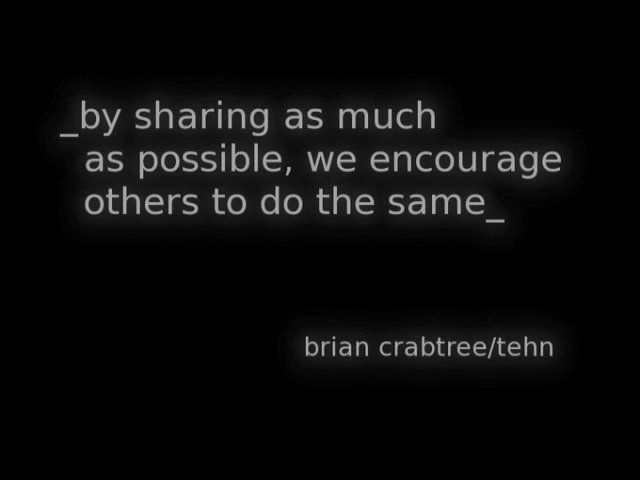 _by sharing as much
as possible, we encourage
others to do the same_
brian crabtree/tehn